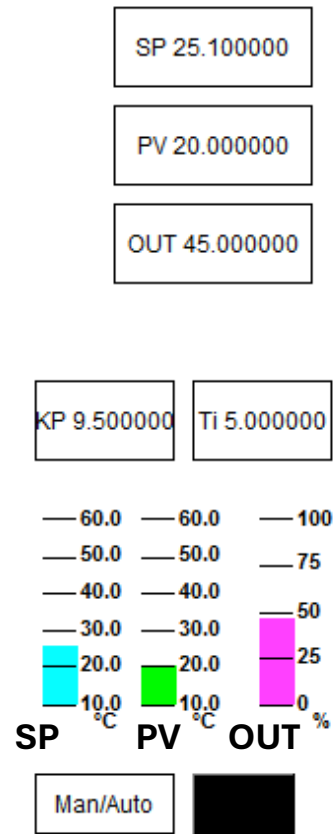 SP 25.100000
PV 20.000000
OUT 45.000000
KP 9.500000 Ti 5.000000
60.0 60.0 100
50.0 50.0 75
40.0 40.0 50
30.0 30.0 25
20.0 20.0 0
10.0 10.0
°C °C %
SP PV OUT
Man/Auto